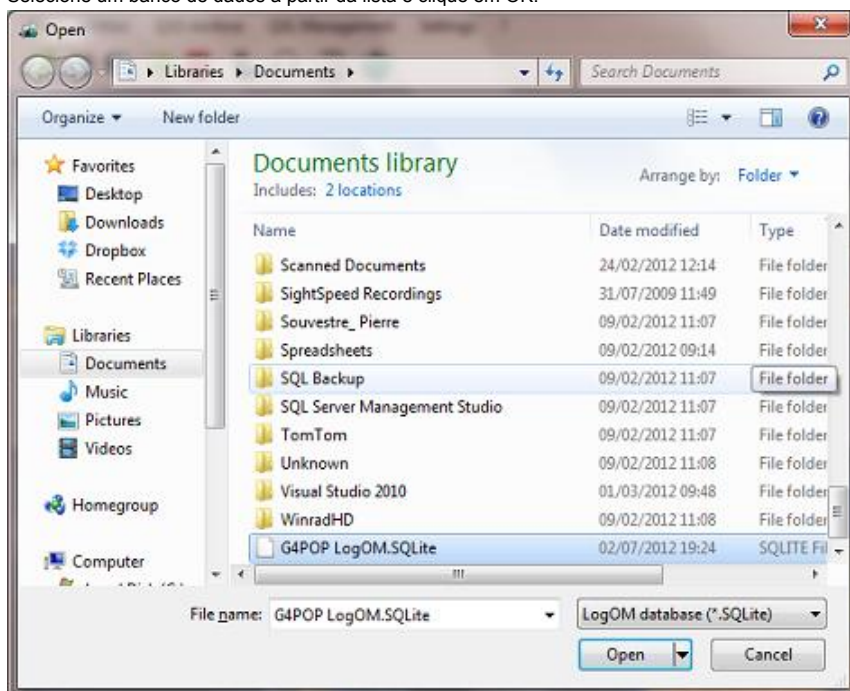 Selecione um banco de dados a partir da lista e clique em OK.
Open
Libraries Documents
Search Documents
Organize New folder
Favorites
Desktop
Downloads
Dropbox
Recent Places
Libraries
Documents
Music
Pictures
Videos
Homegroup
Computer
Documents library
Includes: 2 locations
Arrange by: Folder
Name Date modified Type
Scanned Documents 24/02/2012 12:14 File folder
SightSpeed Recordings 31/07/2009 11:49 File folder
Souvestre_ Pierre 09/02/2012 11:07 File folder
Spreadsheets 09/02/2012 09:14 File folder
SQL Backup 09/02/2012 11:07 File folder
SQL Server Management Studio 09/02/2012 11:07 File folder
TomTom 09/02/2012 11:07 File folder
Unknown 09/02/2012 11:08 File folder
Visual Studio 2010 01/03/2012 09:48 File folder
WinradHD 09/02/2012 11:08 File folder
G4POP LogOM.SQLite 02/07/2012 19:24 SQLITE Fil
File name: G4POP LogOM.SQLite LogOM database (*.SQLite)
Open Cancel